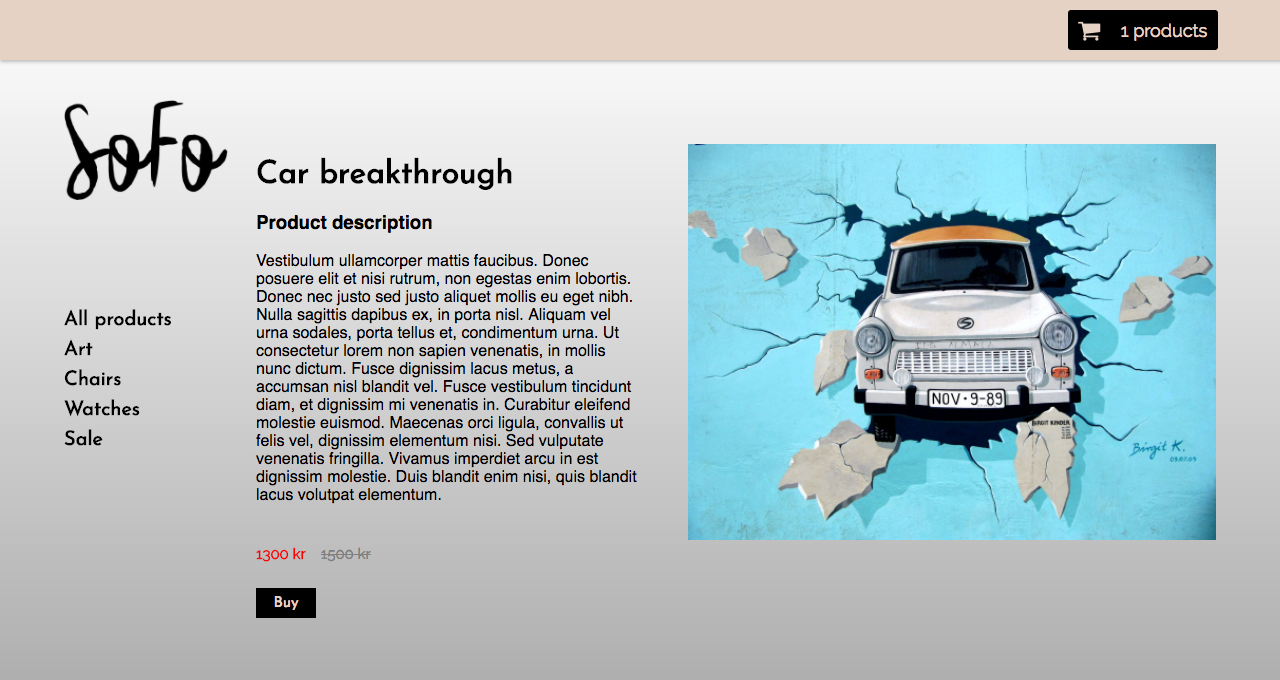 1 products
SoFo
Car breakthrough
Product description
Vestibulum ullamcorper mattis faucibus. Donec
posuere elit et nisi rutrum, non egestas enim lobortis.
Donec nec justo sed justo aliquet mollis eu eget nibh.
Nulla sagittis dapibus ex, in porta nisl. Aliquam vel
urna sodales, porta tellus et, condimentum urna. Ut
consectetur lorem non sapien venenatis, in mollis
nunc dictum. Fusce dignissim lacus metus, a
accumsan nisl blandit vel. Fusce vestibulum tincidunt
diam, et dignissim mi venenatis in. Curabitur eleifend
molestie euismod. Maecenas orci ligula, convallis ut
felis vel, dignissim elementum nisi. Sed vulputate
venenatis fringilla. Vivamus imperdiet arcu in est
dignissim molestie. Duis blandit enim nisi, quis blandit
lacus volutpat elementum.
1300 kr 1500 kr
Buy
All products
Art
Chairs
Watches
Sale
NOV•9-89
BIRGIT KINDER
Birgit K.